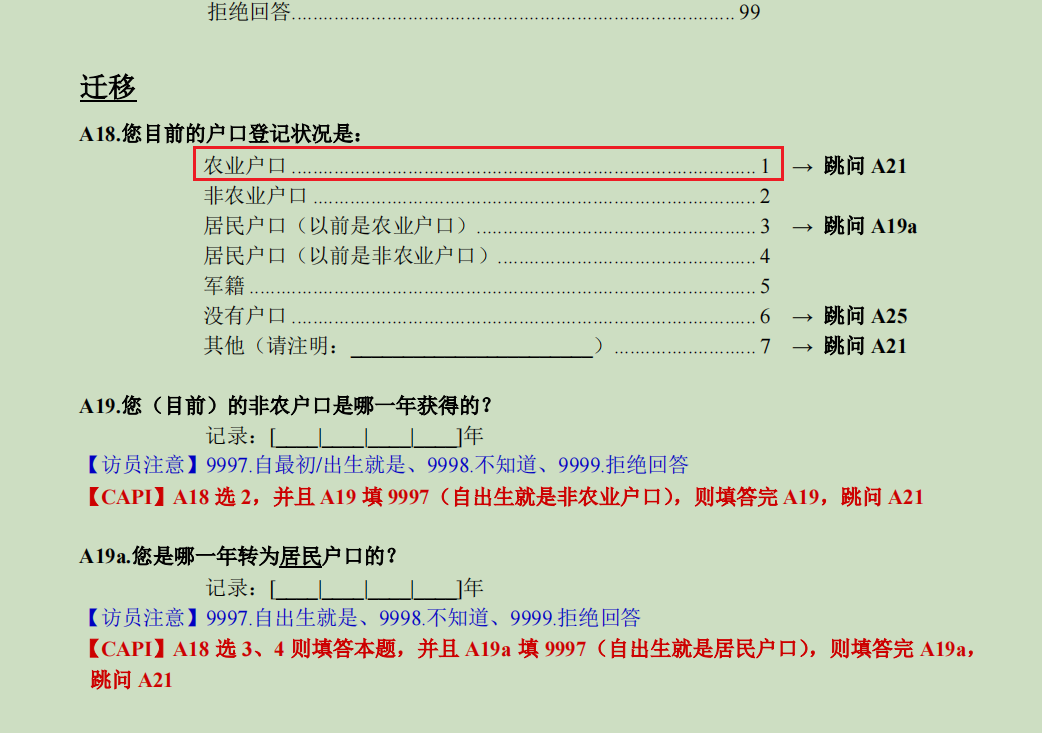 拒绝回答....................................................................................99
迁移
A18.您目前的户口登记状况是：
农业户口........................................................................................1 → 跳问 A21
非农业户口....................................................................................2
居民户口（以前是农业户口）.....................................................3 → 跳问 A19a
居民户口（以前是非农业户口）.................................................4
军籍................................................................................................5
没有户口........................................................................................6 → 跳问 A25
其他（请注明：_______________________）...........................7 → 跳问 A21
A19.您（目前）的非农户口是哪一年获得的？
记录：[____|____|____|____]年
【访员注意】9997.自最初/出生就是、9998.不知道、9999.拒绝回答
【CAPI】A18 选 2，并且 A19 填 9997（自出生就是非农业户口），则填答完 A19，跳问 A21
A19a.您是哪一年转为居民户口的？
记录：[____|____|____|____]年
【访员注意】9997.自出生就是、9998.不知道、9999.拒绝回答
【CAPI】A18 选 3、4 则填答本题，并且 A19a 填 9997（自出生就是居民户口），则填答完 A19a，
跳问 A21